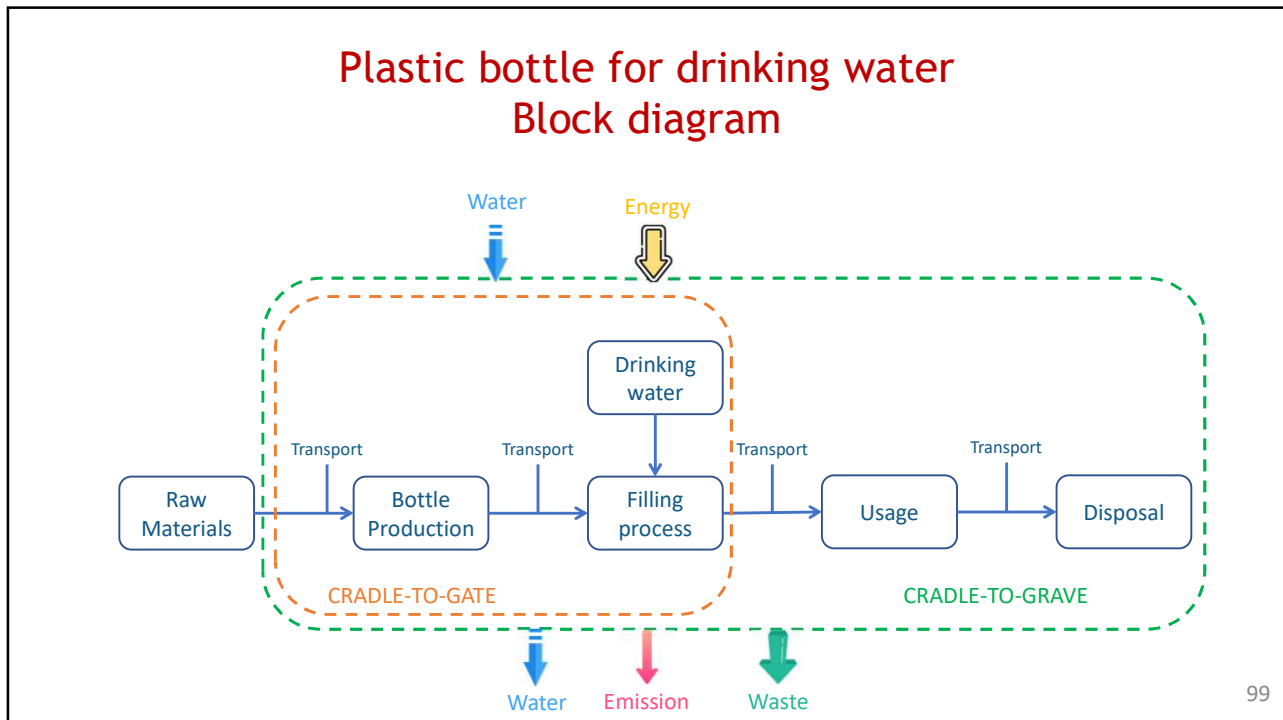 Plastic bottle for drinking water
Block diagram
Water
Energy
Drinking
water
Transport
Transport
Transport
Transport
Raw
Materials
Bottle
Production
Filling
process
Usage
Disposal
CRADLE-TO-GATE
CRADLE-TO-GRAVE
Water
Emission
Waste
99